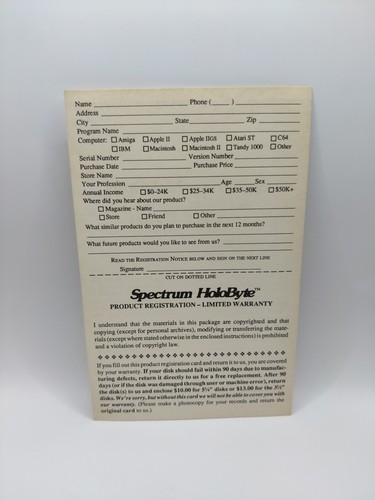 Name Phone ( )
Address
City State Zip
Program Name
Computer: □ Amiga □ Apple II □ Apple IIGS □ Atari ST □ C64
□ IBM □ Macintosh □ Macintosh II □ Tandy 1000 □ Other
Serial Number Version Number
Purchase Date Purchase Price
Store Name
Your Profession Age Sex
Annual Income □ $0–24K □ $25–34K □ $35–50K □ $50K+
Where did you hear about our product?
□ Magazine - Name
□ Store □ Friend □ Other
What similar products do you plan to purchase in the next 12 months?
What future products would you like to see from us?
READ THE REGISTRATION NOTICE BELOW AND SIGN ON THE NEXT LINE
Signature
CUT ON DOTTED LINE
Spectrum HoloByte™
PRODUCT REGISTRATION – LIMITED WARRANTY
I understand that the materials in this package are copyrighted and that
copying (except for personal archives), modifying or transferring the mate-
rials (except where stated otherwise in the enclosed instructions) is prohibited
and a violation of copyright law.
If you fill out this product registration card and return it to us, you are covered
by your warranty. If your disk should fail within 90 days due to manufac-
turing defects, return it directly to us for a free replacement. After 90
days (or if the disk was damaged through user or machine error), return
the disk(s) to us and enclose $10.00 for 5¼" disks or $13.00 for the 3½"
disks. We're sorry, but without this card we will not be able to cover you with
our warranty. (Please make a photocopy for your records and return the
original card to us.)